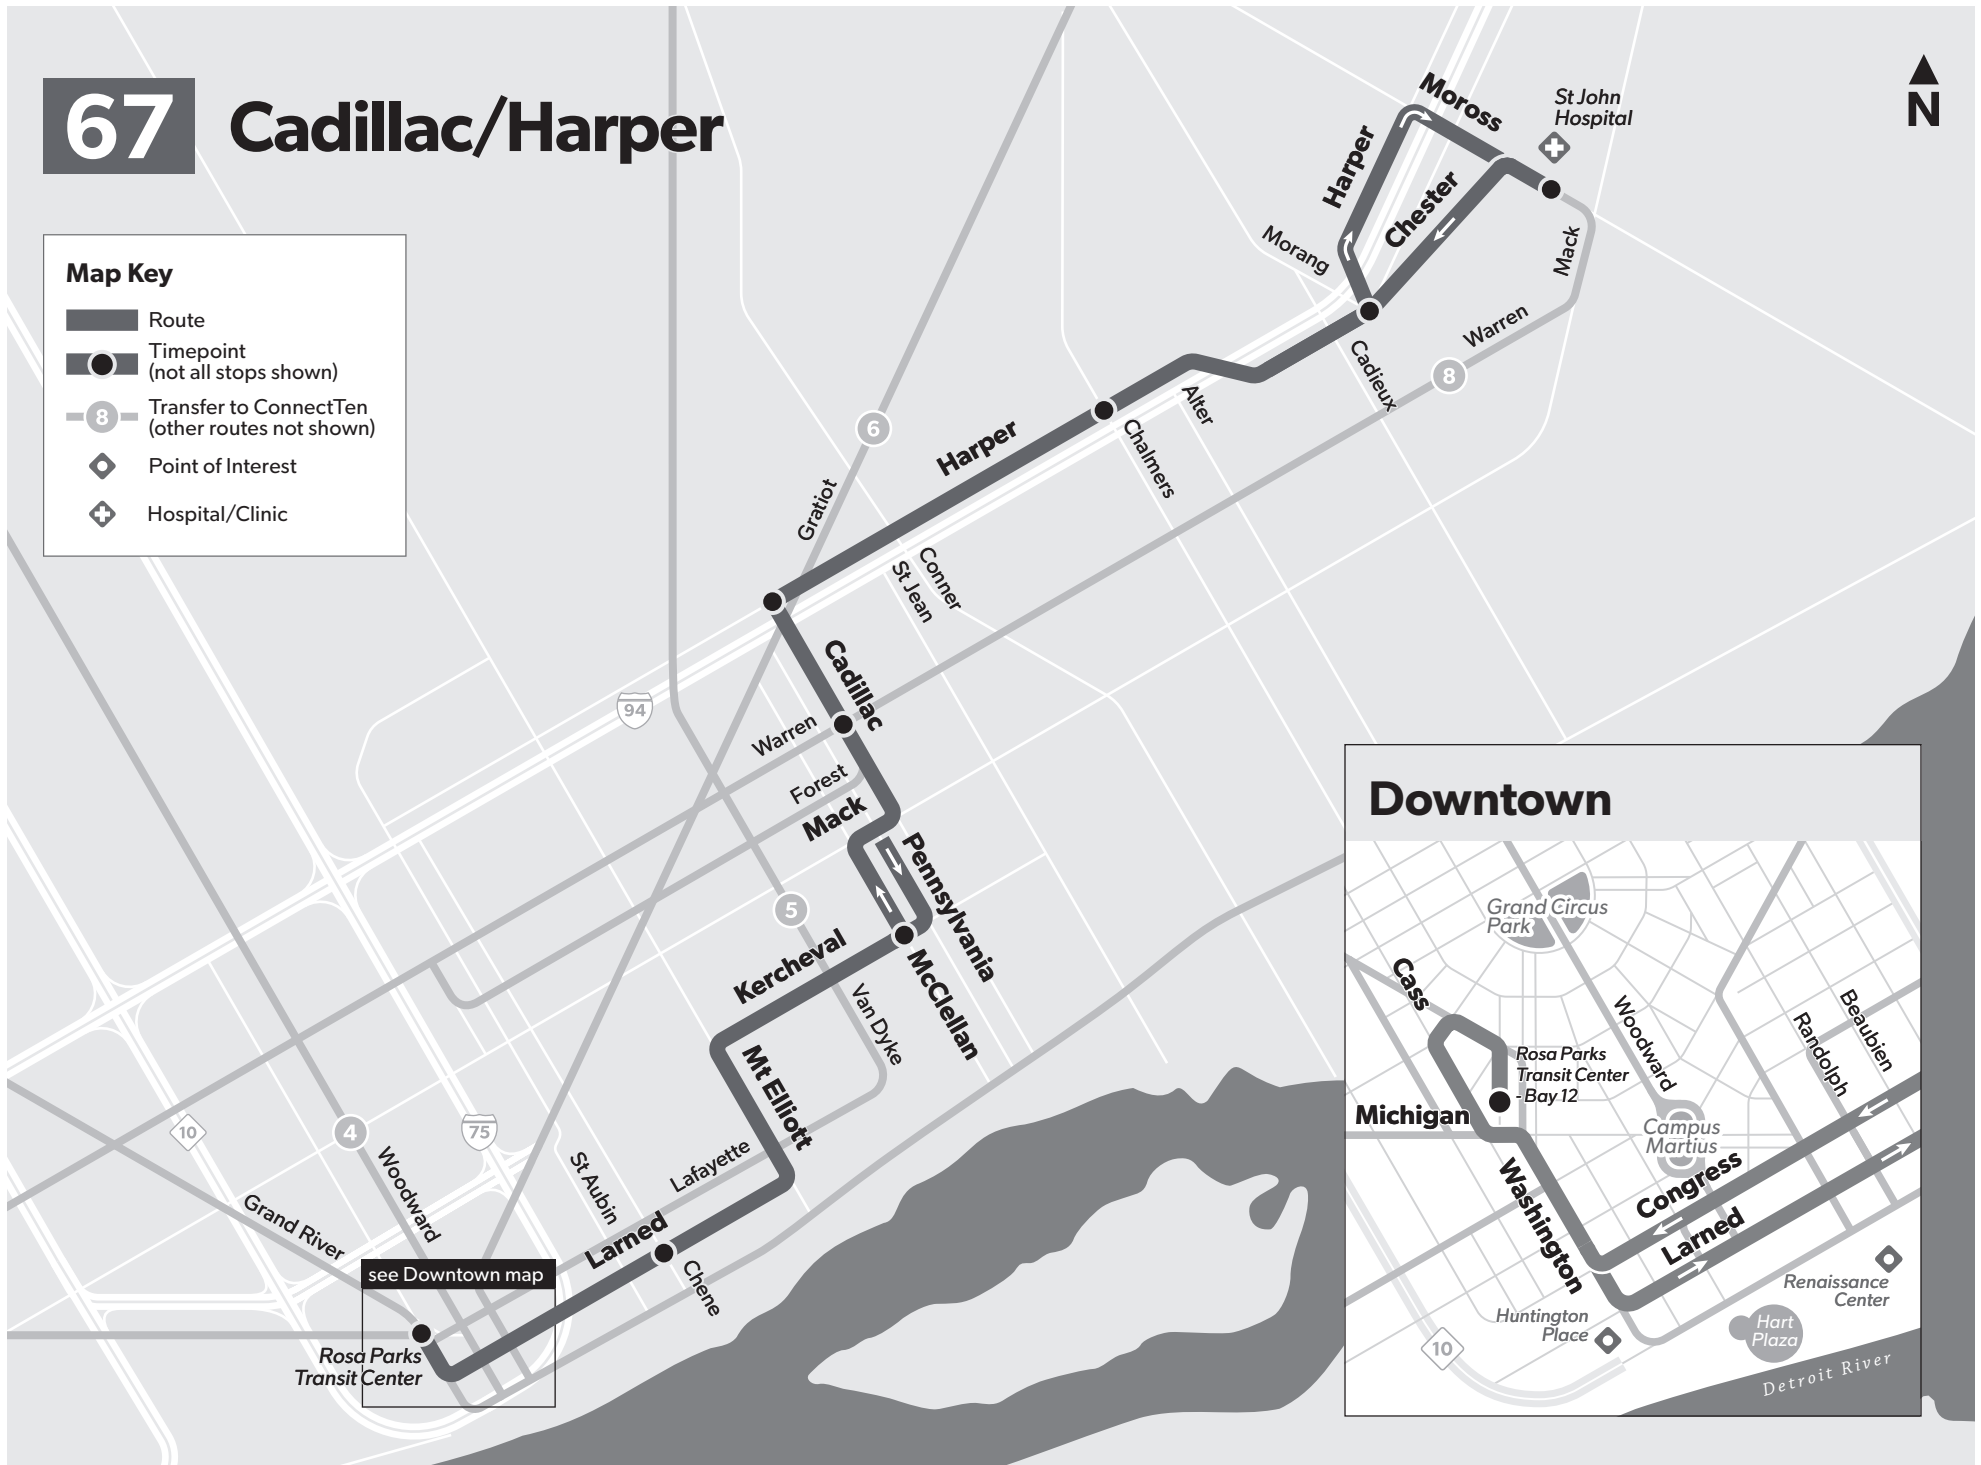 67 Cadillac/Harper
N
Map Key
Route
Timepoint
(not all stops shown)
8
Transfer to ConnectTen
(other routes not shown)
Point of Interest
Hospital/Clinic
Moross
St John
Hospital
Harper
Chester
Morang
Mack
Warren
8
Cadieux
Alter
Chalmers
6
Harper
Gratiot
Conner
St Jean
Cadillac
94
Warren
Forest
Mack
Pennsylvania
5
Kercheval
McClellan
Van Dyke
Mt Elliott
10
4
75
Woodward
St Aubin
Lafayette
Grand River
Larned
Chene
see Downtown map
Rosa Parks
Transit Center
Downtown
Grand Circus
Park
Cass
Woodward
Beaubien
Randolph
Rosa Parks
Transit Center
- Bay 12
Michigan
Campus
Martius
Washington
Congress
Larned
Renaissance
Center
Huntington
Place
Hart
Plaza
10
Detroit River